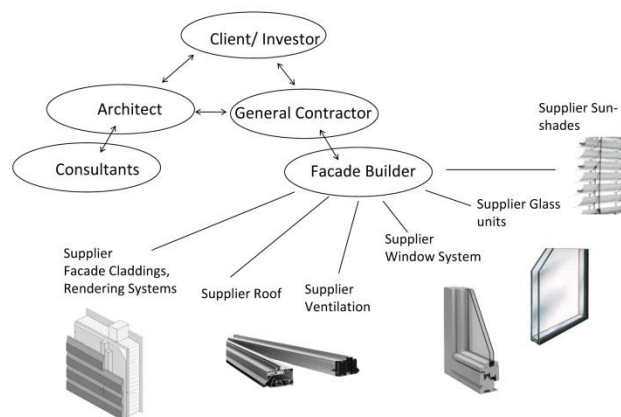 Client/ Investor
Architect
General Contractor
Consultants
Facade Builder
Supplier Sun-
shades
Supplier Glass
units
Supplier
Window System
Supplier
Ventilation
Supplier Roof
Supplier
Facade Claddings,
Rendering Systems